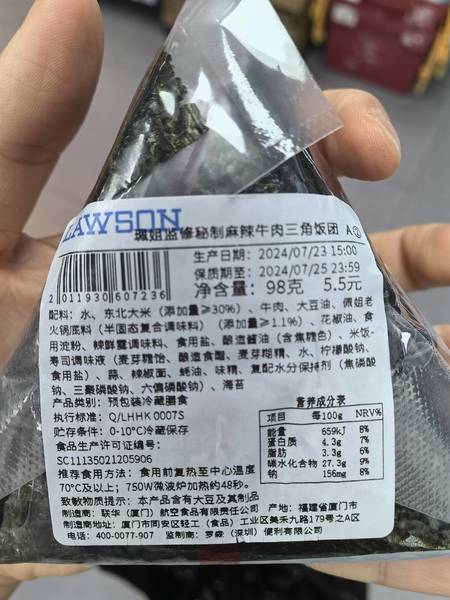 LAWSON
珮姐监修秘制麻辣牛肉三角饭团 A②
生产日期：2024/07/23 15:00
保质期至：2024/07/25 23:59
净含量：98克 5.5元
2 011930 607236
配料：水、东北大米（添加量≥30%）、牛肉、大豆油、佩姐老
火锅底料（半固态复合调味料）（添加量≥1.1%）、花椒油、食
用淀粉、辣鲜露调味料、食用盐、酿造酱油（含焦糖色）、米饭·
寿司调味液（麦芽糖饴、酿造食醋、麦芽糊精、水、柠檬酸钠、
食用盐）、蒜、辣椒面、蚝油、味精、复配水分保持剂（焦磷酸
钠、三聚磷酸钠、六偏磷酸钠）、海苔
产品类别：预包装冷藏膳食
执行标准：Q/LHHK 0007S
贮存条件：0-10°C冷藏保存
食品生产许可证编号：
SC11135021205906
推荐食用方法：食用前复热至中心温度
70°C及以上；750W微波炉加热约48秒。
致敏物质提示：本产品含有大豆及其制品
营养成分表
项目 每100g NRV%
能量 659kJ 8%
蛋白质 4.3g 7%
脂肪 3.3g 6%
碳水化合物 27.3g 9%
钠 156mg 8%
制造商：联华（厦门）航空食品有限责任公司 产地：福建省厦门市
制造商地址：厦门市同安区轻工（食品）工业区美禾九路179号之A区
电话：400-0077-907 监制商：罗森（深圳）便利有限公司